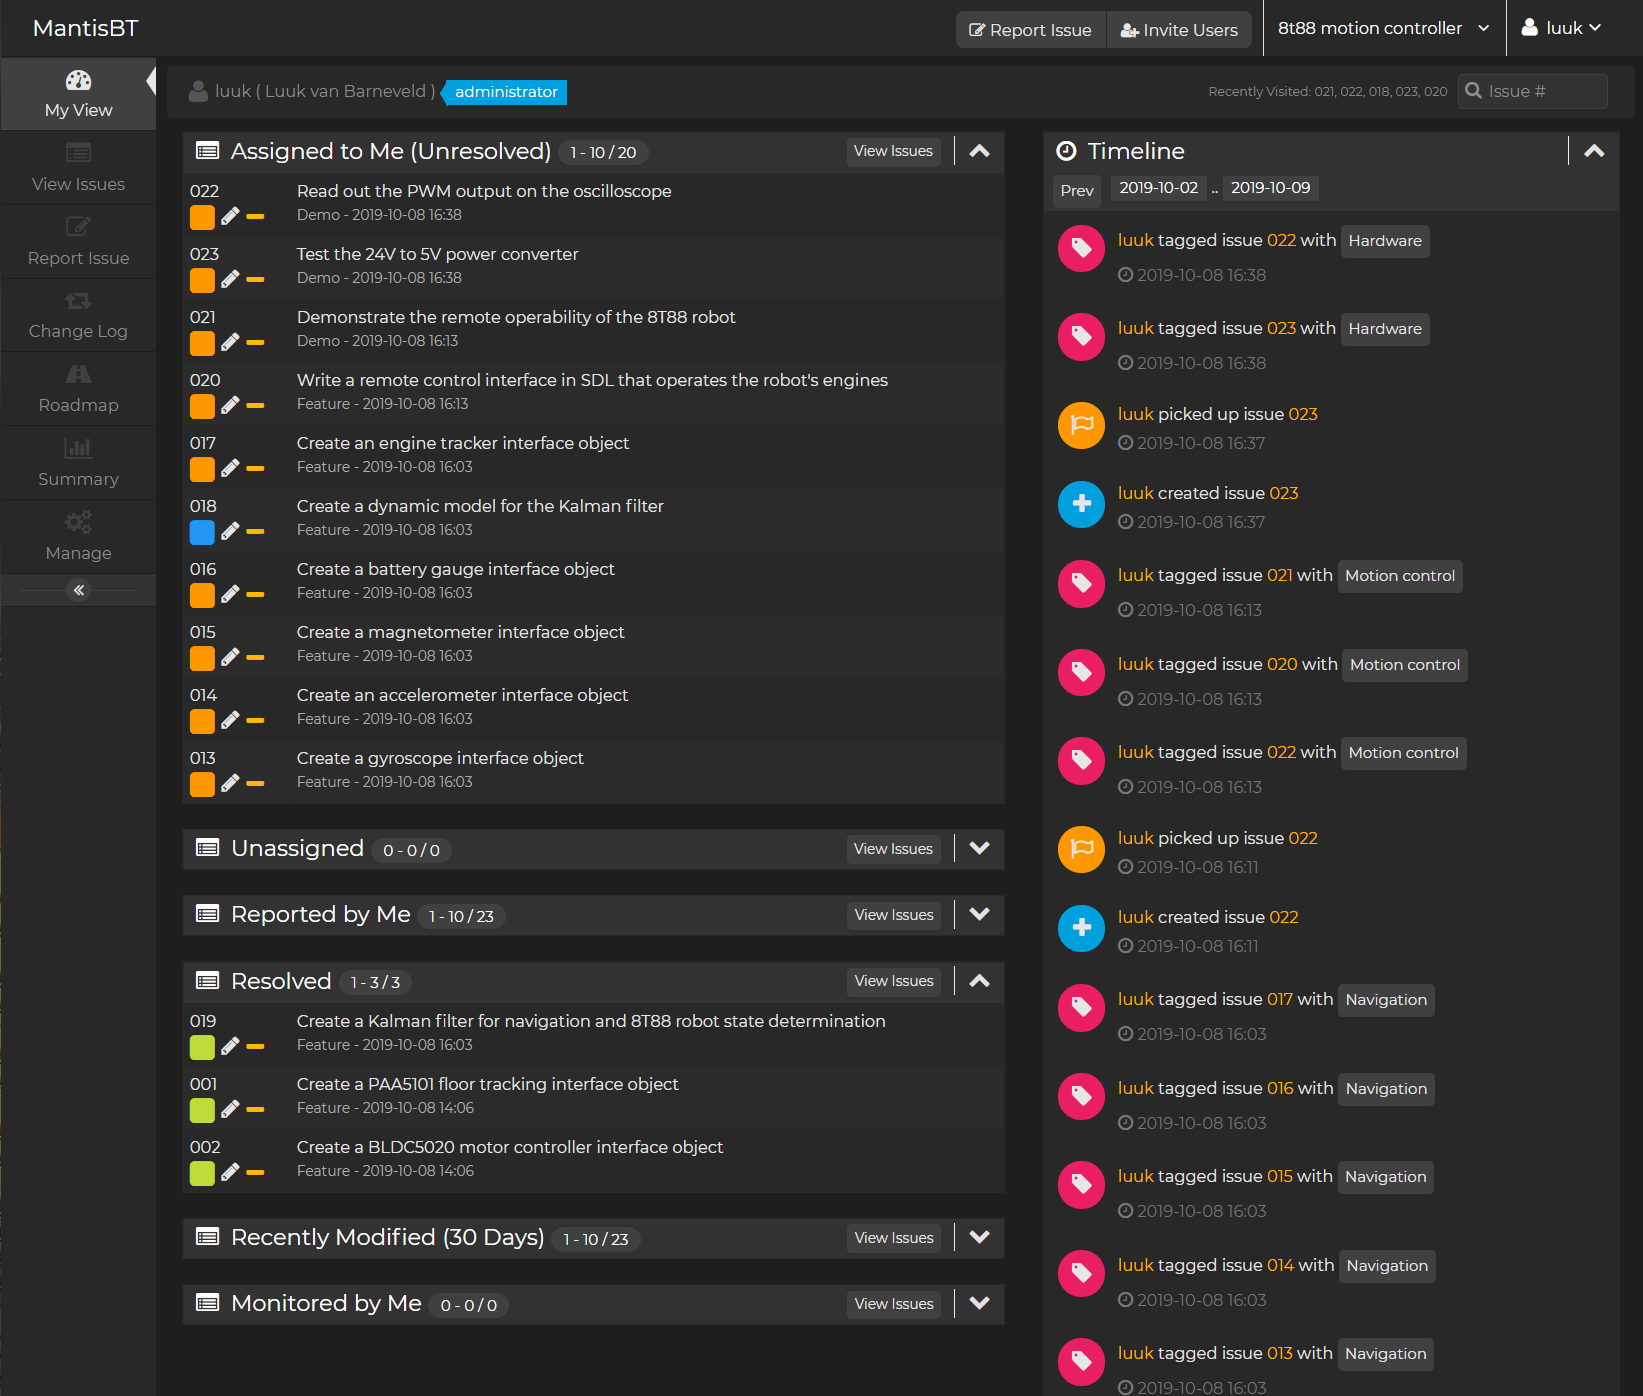 MantisBT
Report Issue
Invite Users
8t88 motion controller
luuk
My View
View Issues
Report Issue
Change Log
Roadmap
Summary
Manage
luuk ( Luuk van Barneveld )
administrator
Recently Visited: 021, 022, 018, 023, 020
Issue #
Assigned to Me (Unresolved) 1 - 10 / 20
View Issues
022 Read out the PWM output on the oscilloscope
Demo - 2019-10-08 16:38
023 Test the 24V to 5V power converter
Demo - 2019-10-08 16:38
021 Demonstrate the remote operability of the 8T88 robot
Demo - 2019-10-08 16:13
020 Write a remote control interface in SDL that operates the robot's engines
Feature - 2019-10-08 16:13
017 Create an engine tracker interface object
Feature - 2019-10-08 16:03
018 Create a dynamic model for the Kalman filter
Feature - 2019-10-08 16:03
016 Create a battery gauge interface object
Feature - 2019-10-08 16:03
015 Create a magnetometer interface object
Feature - 2019-10-08 16:03
014 Create an accelerometer interface object
Feature - 2019-10-08 16:03
013 Create a gyroscope interface object
Feature - 2019-10-08 16:03
Unassigned 0 - 0 / 0
View Issues
Reported by Me 1 - 10 / 23
View Issues
Resolved 1 - 3 / 3
View Issues
019 Create a Kalman filter for navigation and 8T88 robot state determination
Feature - 2019-10-08 16:03
001 Create a PAA5101 floor tracking interface object
Feature - 2019-10-08 14:06
002 Create a BLDC5020 motor controller interface object
Feature - 2019-10-08 14:06
Recently Modified (30 Days) 1 - 10 / 23
View Issues
Monitored by Me 0 - 0 / 0
View Issues
Timeline
Prev 2019-10-02 .. 2019-10-09
luuk tagged issue 022 with Hardware
2019-10-08 16:38
luuk tagged issue 023 with Hardware
2019-10-08 16:38
luuk picked up issue 023
2019-10-08 16:37
luuk created issue 023
2019-10-08 16:37
luuk tagged issue 021 with Motion control
2019-10-08 16:13
luuk tagged issue 020 with Motion control
2019-10-08 16:13
luuk tagged issue 022 with Motion control
2019-10-08 16:13
luuk picked up issue 022
2019-10-08 16:11
luuk created issue 022
2019-10-08 16:11
luuk tagged issue 017 with Navigation
2019-10-08 16:03
luuk tagged issue 016 with Navigation
2019-10-08 16:03
luuk tagged issue 015 with Navigation
2019-10-08 16:03
luuk tagged issue 014 with Navigation
2019-10-08 16:03
luuk tagged issue 013 with Navigation
2019-10-08 16:03